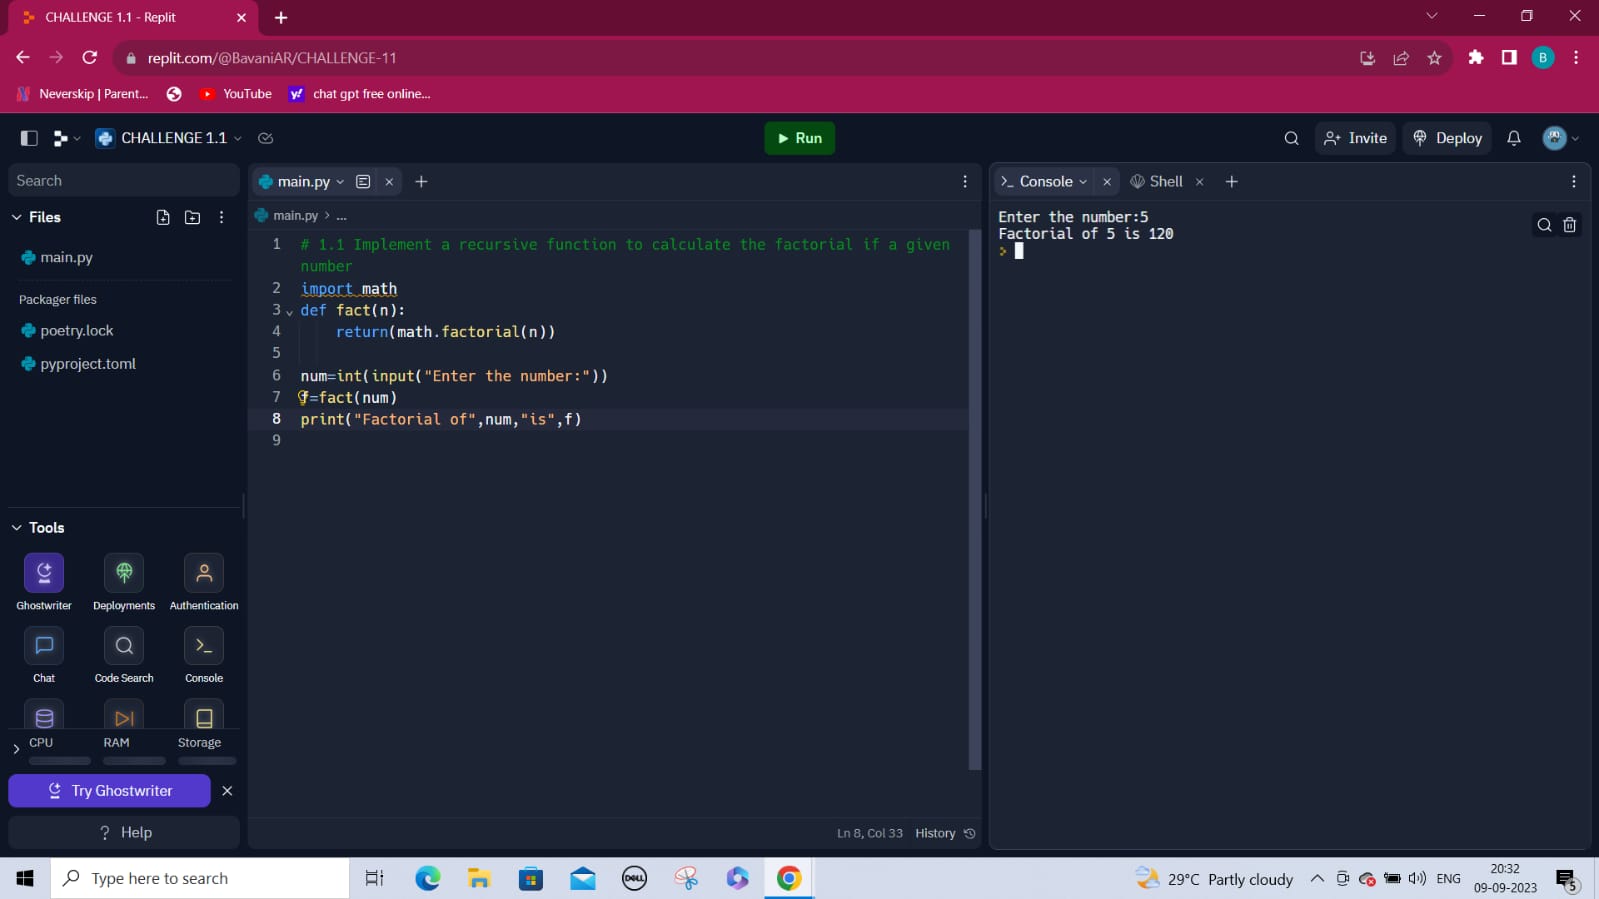 CHALLENGE 1.1 - Replit
replit.com/@BavaniAR/CHALLENGE-11
B
Neverskip | Parent...
YouTube
chat gpt free online...
CHALLENGE 1.1
Run
Invite
Deploy
Search
Files
main.py
Packager files
poetry.lock
pyproject.toml
Tools
Ghostwriter
Deployments
Authentication
Chat
Code Search
Console
CPU
RAM
Storage
Try Ghostwriter
? Help
main.py
main.py > ...
1 # 1.1 Implement a recursive function to calculate the factorial if a given
number
2 import math
3 def fact(n):
4 return(math.factorial(n))
5
6 num=int(input("Enter the number:"))
7 f=fact(num)
8 print("Factorial of",num,"is",f)
9
Ln 8, Col 33 History
Console
Shell
Enter the number:5
Factorial of 5 is 120
>
Type here to search
DELL
29°C Partly cloudy
ENG
20:32
09-09-2023
5